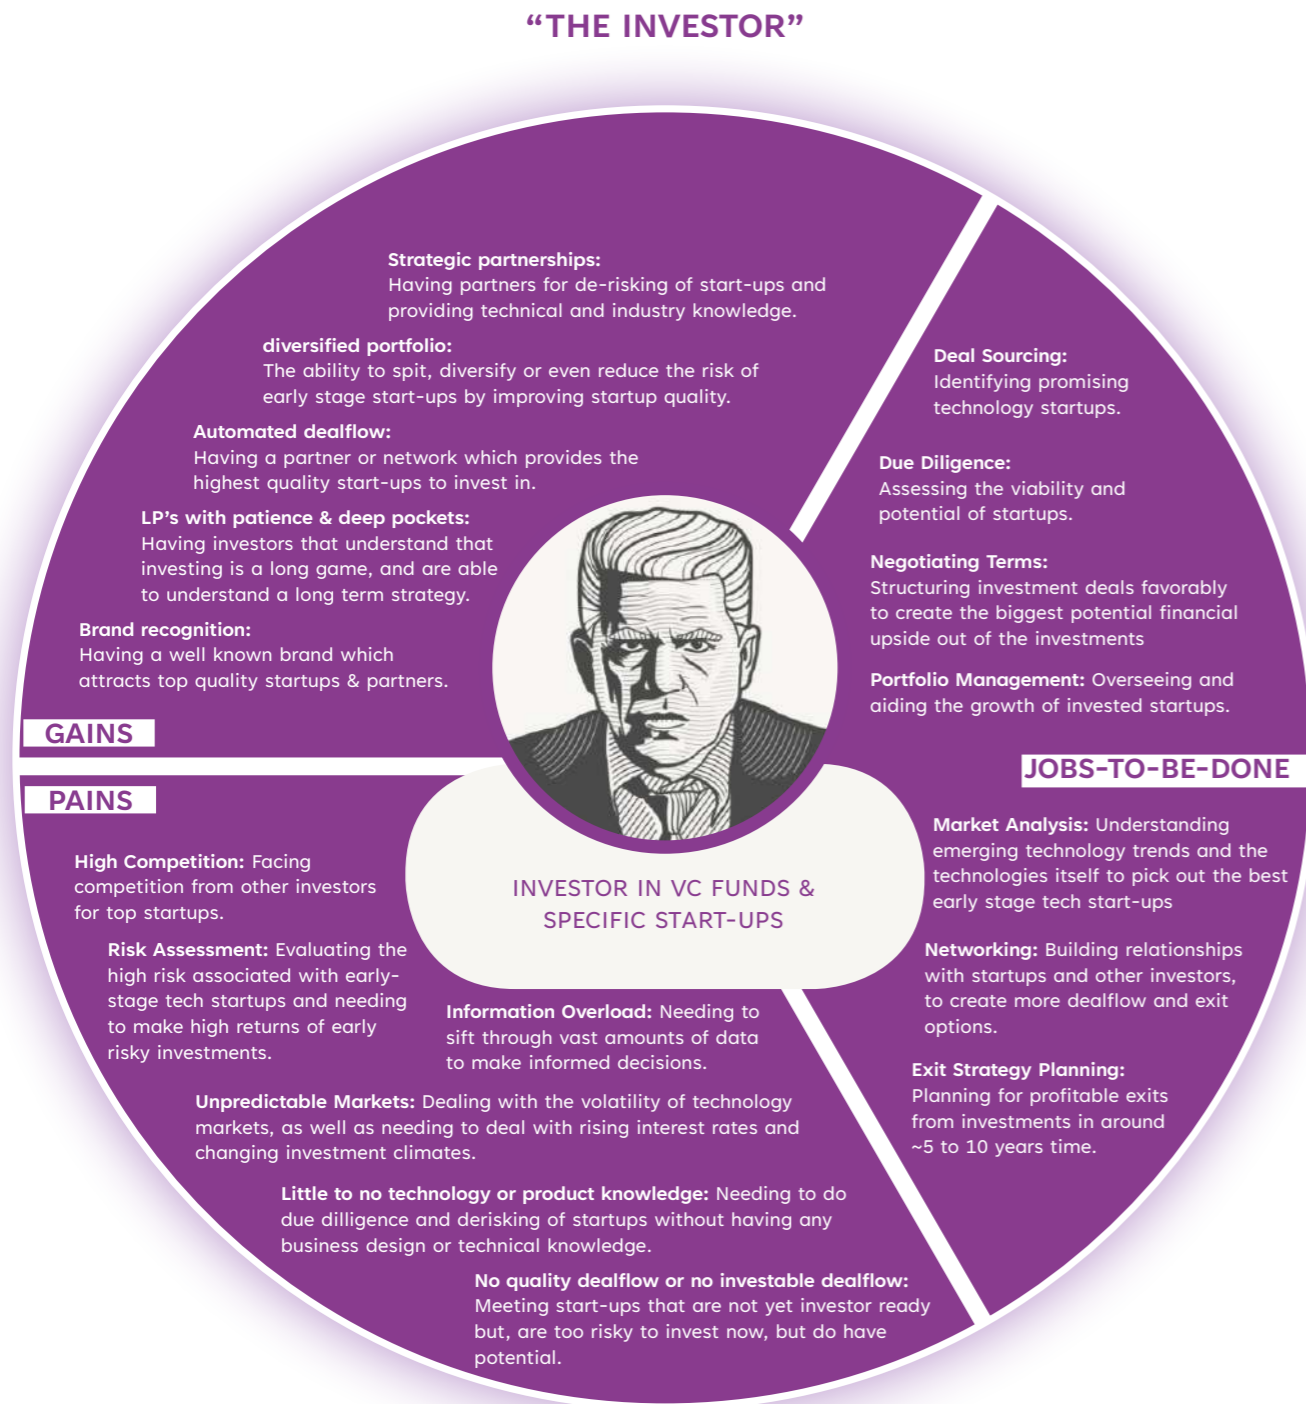 “THE INVESTOR”
Strategic partnerships:
Having partners for de-risking of start-ups and
providing technical and industry knowledge.
diversified portfolio:
The ability to spit, diversify or even reduce the risk of
early stage start-ups by improving startup quality.
Automated dealflow:
Having a partner or network which provides the
highest quality start-ups to invest in.
LP’s with patience & deep pockets:
Having investors that understand that
investing is a long game, and are able
to understand a long term strategy.
Brand recognition:
Having a well known brand which
attracts top quality startups & partners.
GAINS
Deal Sourcing:
Identifying promising
technology startups.
Due Diligence:
Assessing the viability and
potential of startups.
Negotiating Terms:
Structuring investment deals favorably
to create the biggest potential financial
upside out of the investments
Portfolio Management: Overseeing and
aiding the growth of invested startups.
JOBS-TO-BE-DONE
Market Analysis: Understanding
emerging technology trends and the
technologies itself to pick out the best
early stage tech start-ups
Networking: Building relationships
with startups and other investors,
to create more dealflow and exit
options.
Exit Strategy Planning:
Planning for profitable exits
from investments in around
~5 to 10 years time.
INVESTOR IN VC FUNDS &
SPECIFIC START-UPS
PAINS
High Competition: Facing
competition from other investors
for top startups.
Risk Assessment: Evaluating the
high risk associated with early-
stage tech startups and needing
to make high returns of early
risky investments.
Information Overload: Needing to
sift through vast amounts of data
to make informed decisions.
Unpredictable Markets: Dealing with the volatility of technology
markets, as well as needing to deal with rising interest rates and
changing investment climates.
Little to no technology or product knowledge: Needing to do
due dilligence and derisking of startups without having any
business design or technical knowledge.
No quality dealflow or no investable dealflow:
Meeting start-ups that are not yet investor ready
but, are too risky to invest now, but do have
potential.